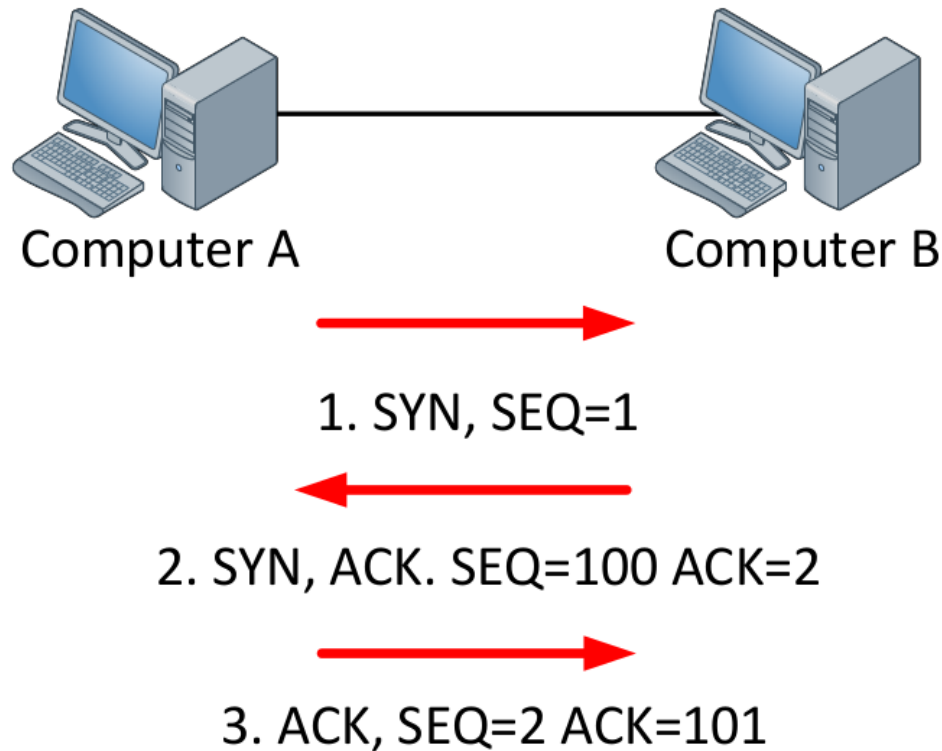 Computer A
Computer B
1. SYN, SEQ=1
2. SYN, ACK. SEQ=100 ACK=2
3. ACK, SEQ=2 ACK=101